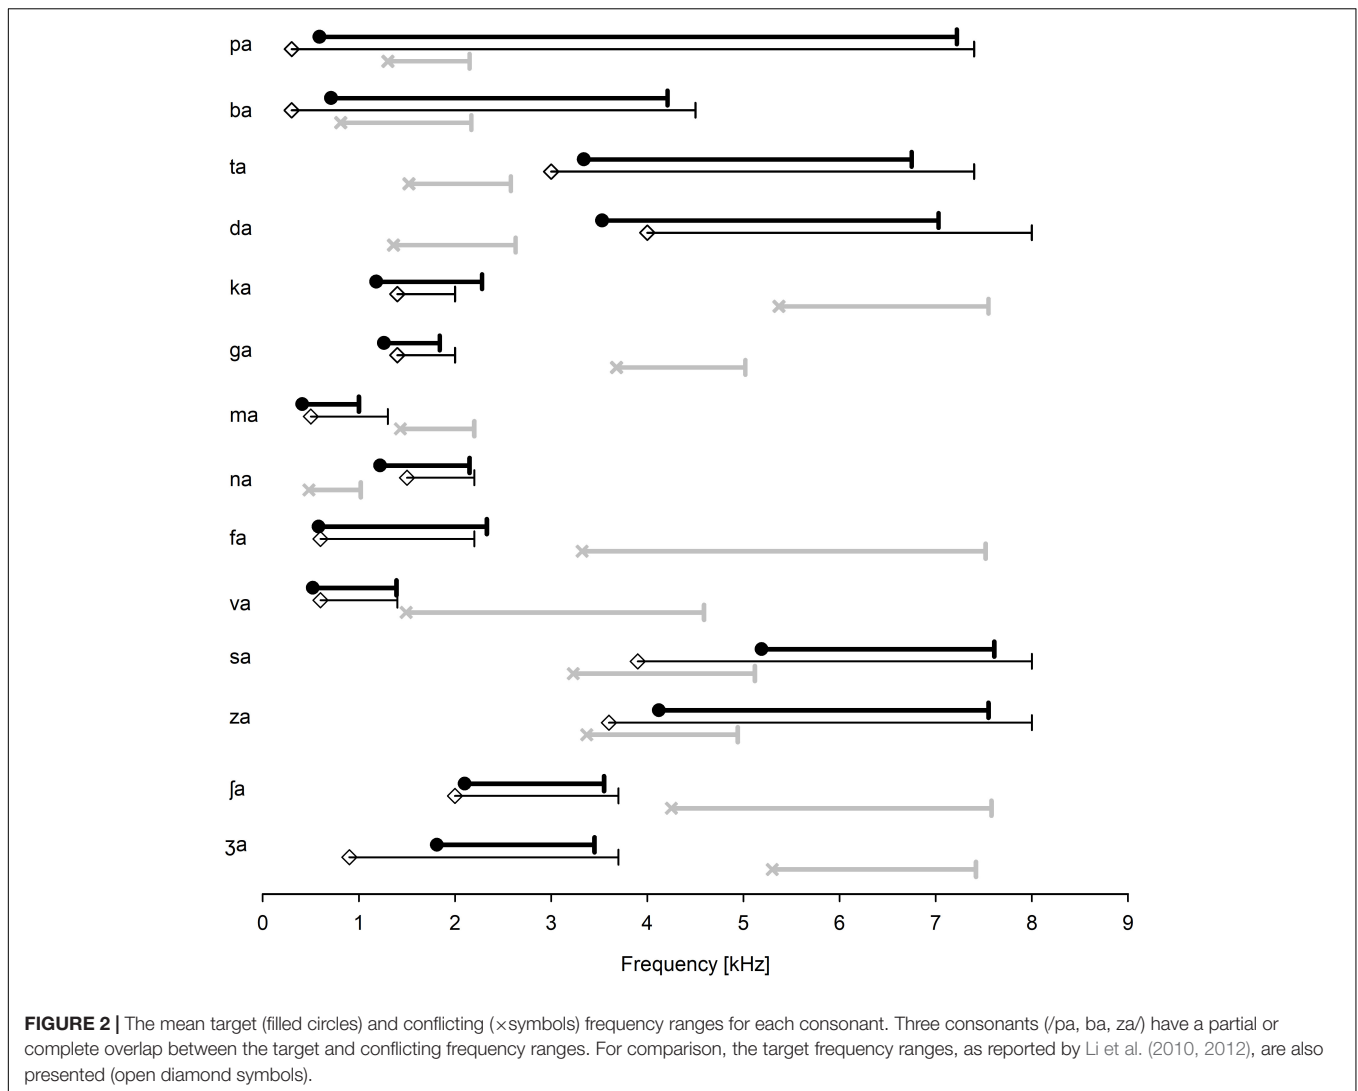 pa
ba
ta
da
ka
ga
ma
na
fa
va
sa
za
ʃa
ʒa
0 1 2 3 4 5 6 7 8 9
Frequency [kHz]
FIGURE 2 | The mean target (filled circles) and conflicting (×symbols) frequency ranges for each consonant. Three consonants (/pa, ba, za/) have a partial or
complete overlap between the target and conflicting frequency ranges. For comparison, the target frequency ranges, as reported by Li et al. (2010, 2012), are also
presented (open diamond symbols).